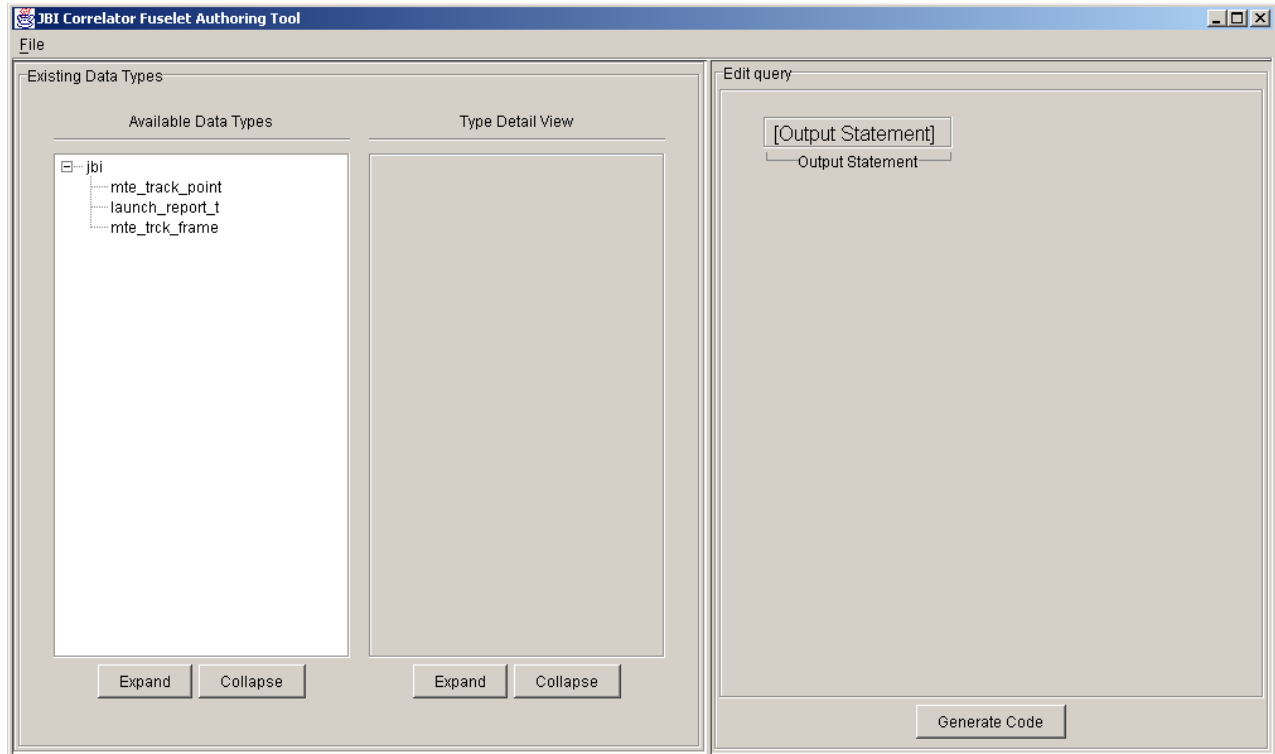 JBI Correlator Fuselet Authoring Tool
File
Existing Data Types
Available Data Types
jbi
mte_track_point
launch_report_t
mte_trck_frame
Expand Collapse
Type Detail View
Expand Collapse
Edit query
[Output Statement]
Output Statement
Generate Code